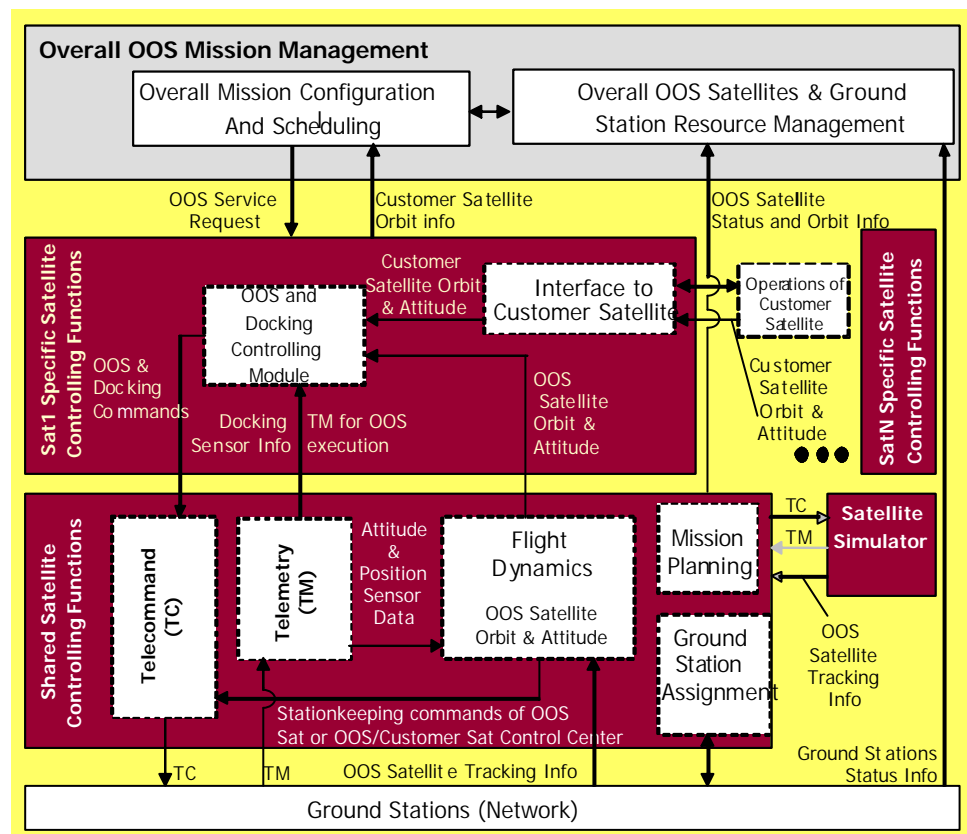 Overall OOS Mission Management
Overall Mission Configuration
And Scheduling
Overall OOS Satellites & Ground
Station Resource Management
OOS Service
Request
Customer Satellite
Orbit info
OOS Satellite
Status and Orbit Info
Sat1 Specific Satellite
Controlling Functions
OOS and
Docking
Controlling
Module
Customer
Satellite Orbit
& Attitude
Interface to
Customer Satellite
Operations of
Customer
Satellite
SatN Specific Satellite
Controlling Functions
OOS &
Docking
Commands
Docking
Sensor Info
TM for OOS
execution
OOS
Satellite
Orbit &
Attitude
Customer
Satellite
Orbit &
Attitude
Shared Satellite
Controlling Functions
Telecommand
(TC)
Telemetry
(TM)
Attitude
&
Position
Sensor
Data
Flight
Dynamics
OOS Satellite
Orbit & Attitude
Mission
Planning
Ground
Station
Assignment
TC
TM
Satellite
Simulator
OOS
Satellite
Tracking
Info
Stationkeeping commands of OOS
Sat or OOS/Customer Sat Control Center
TC
TM
OOS Satellite Tracking Info
Ground Stations
Status Info
Ground Stations (Network)